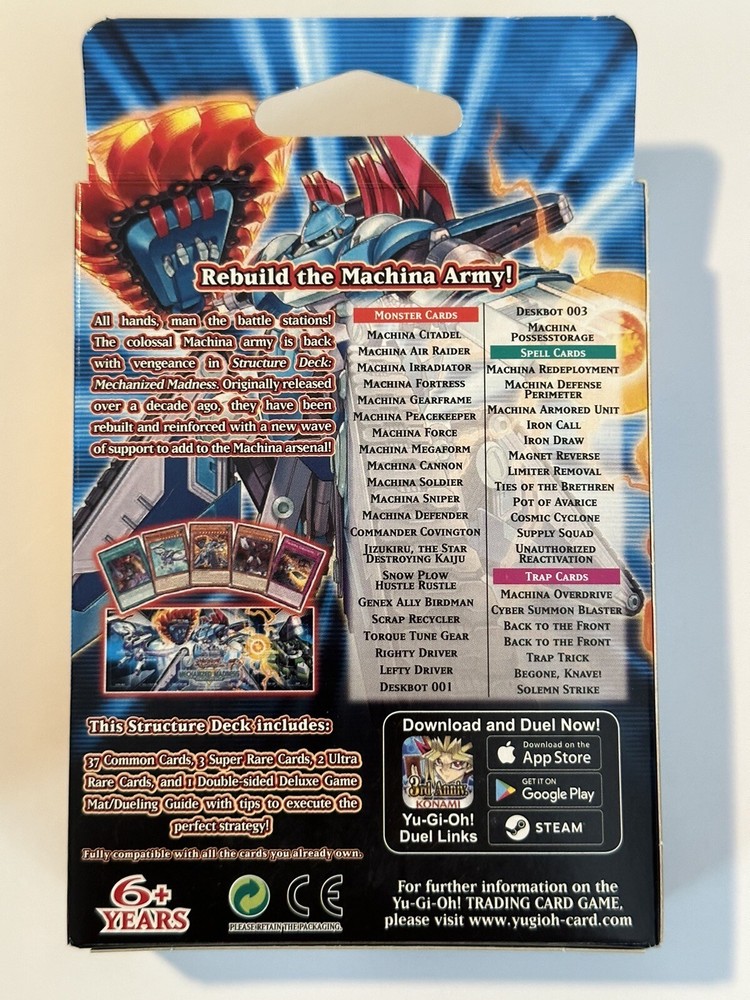 Rebuild the Machina Army!
All hands, man the battle stations!
The colossal Machina army is back
with vengeance in Structure Deck:
Mechanized Madness. Originally released
over a decade ago, they have been
rebuilt and reinforced with a new wave
of support to add to the Machina arsenal!
MECHANIZED MADNESS
Monster Cards
Machina Citadel
Machina Air Raider
Machina Irradiator
Machina Fortress
Machina Gearframe
Machina Peacekeeper
Machina Force
Machina Megaform
Machina Cannon
Machina Soldier
Machina Sniper
Machina Defender
Commander Covington
Jizukiru, the Star
Destroying Kaiju
Snow Plow
Hustle Rustle
Genex Ally Birdman
Scrap Recycler
Torque Tune Gear
Righty Driver
Lefty Driver
Deskbot 001
Deskbot 003
Machina
Possesstorage
Spell Cards
Machina Redeployment
Machina Defense
Perimeter
Machina Armored Unit
Iron Call
Iron Draw
Magnet Reverse
Limiter Removal
Ties of the Brethren
Pot of Avarice
Cosmic Cyclone
Supply Squad
Unauthorized
Reactivation
Trap Cards
Machina Overdrive
Cyber Summon Blaster
Back to the Front
Back to the Front
Trap Trick
Begone, Knave!
Solemn Strike
This Structure Deck includes:
37 Common Cards, 3 Super Rare Cards, 2 Ultra
Rare Cards, and 1 Double-sided Deluxe Game
Mat/Dueling Guide with tips to execute the
perfect strategy!
Fully compatible with all the cards you already own.
Download and Duel Now!
3rd Anniv.
KONAMI
Yu-Gi-Oh!
Duel Links
Download on the
App Store
GET IT ON
Google Play
STEAM
6+
YEARS
PLEASE RETAIN THE PACKAGING.
CE
For further information on the
Yu-Gi-Oh! TRADING CARD GAME,
please visit www.yugioh-card.com